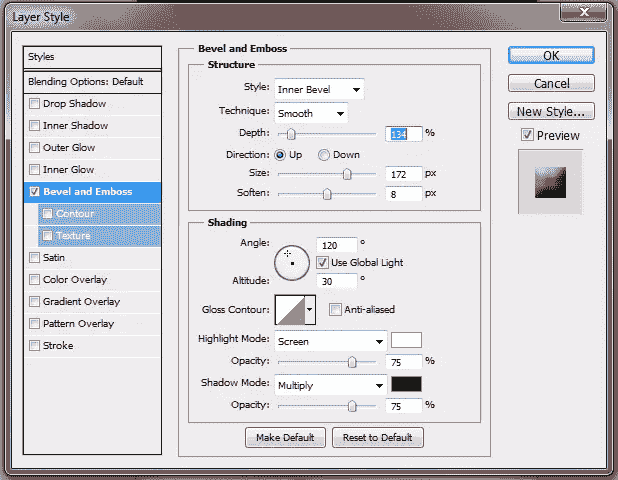 Layer Style
Styles
Blending Options: Default
Drop Shadow
Inner Shadow
Outer Glow
Inner Glow
Bevel and Emboss
Contour
Texture
Satin
Color Overlay
Gradient Overlay
Pattern Overlay
Stroke
Bevel and Emboss
Structure
Style: Inner Bevel
Technique: Smooth
Depth: 134 %
Direction: Up Down
Size: 172 px
Soften: 8 px
Shading
Angle: 120 °
Use Global Light
Altitude: 30 °
Gloss Contour: Anti-aliased
Highlight Mode: Screen
Opacity: 75 %
Shadow Mode: Multiply
Opacity: 75 %
Make Default Reset to Default
OK
Cancel
New Style...
Preview